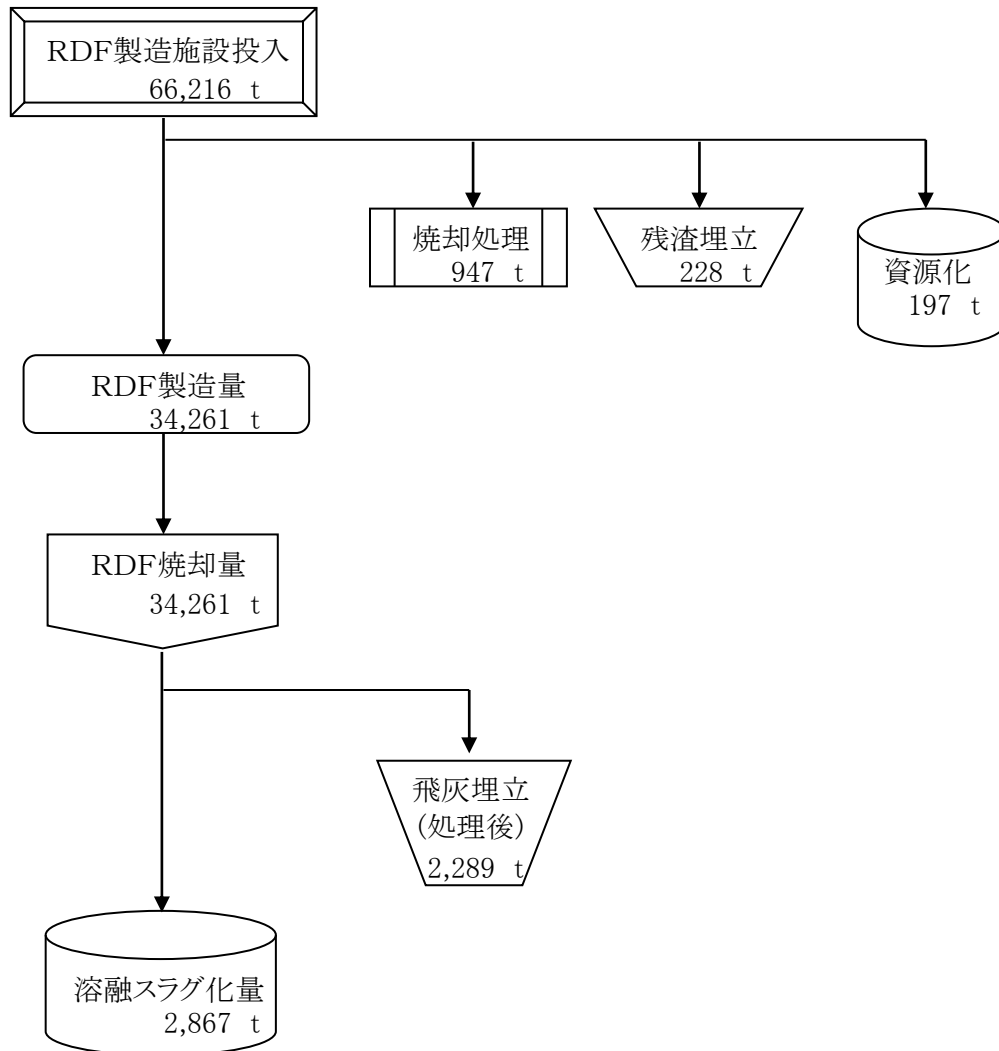 RDF製造施設投入
66,216 t
焼却処理
947 t
残渣埋立
228 t
資源化
197 t
RDF製造量
34,261 t
RDF焼却量
34,261 t
飛灰埋立
(処理後)
2,289 t
溶融スラグ化量
2,867 t